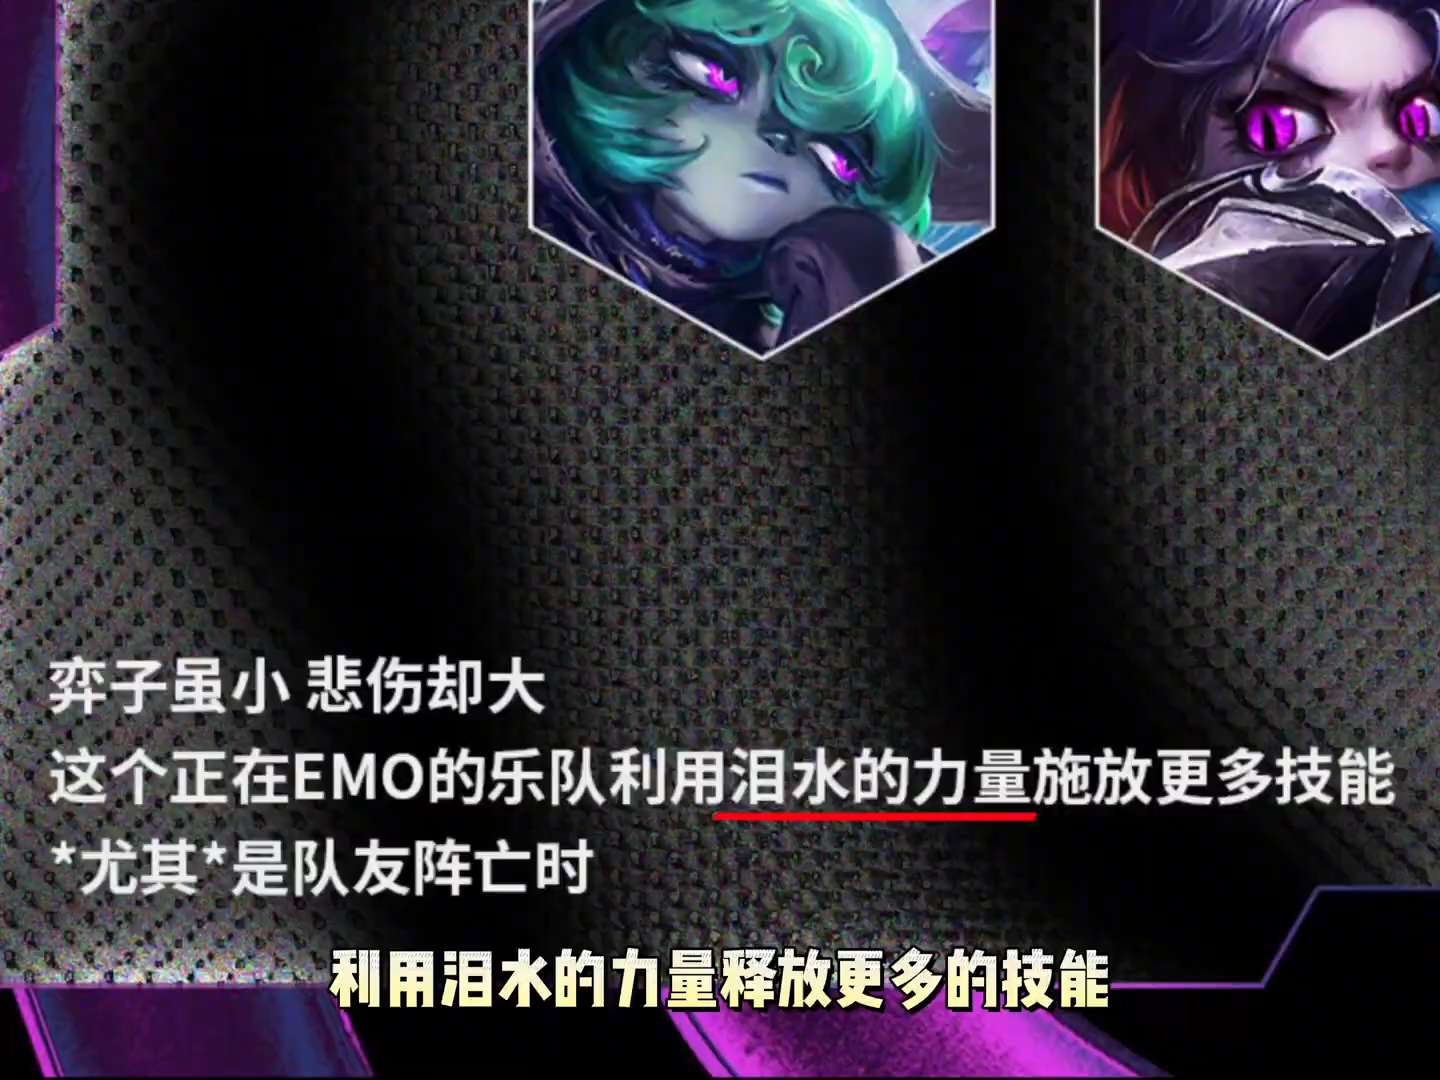 弈子虽小 悲伤却大
这个正在EMO的乐队利用泪水的力量施放更多技能
*尤其*是队友阵亡时
利用泪水的力量释放更多的技能